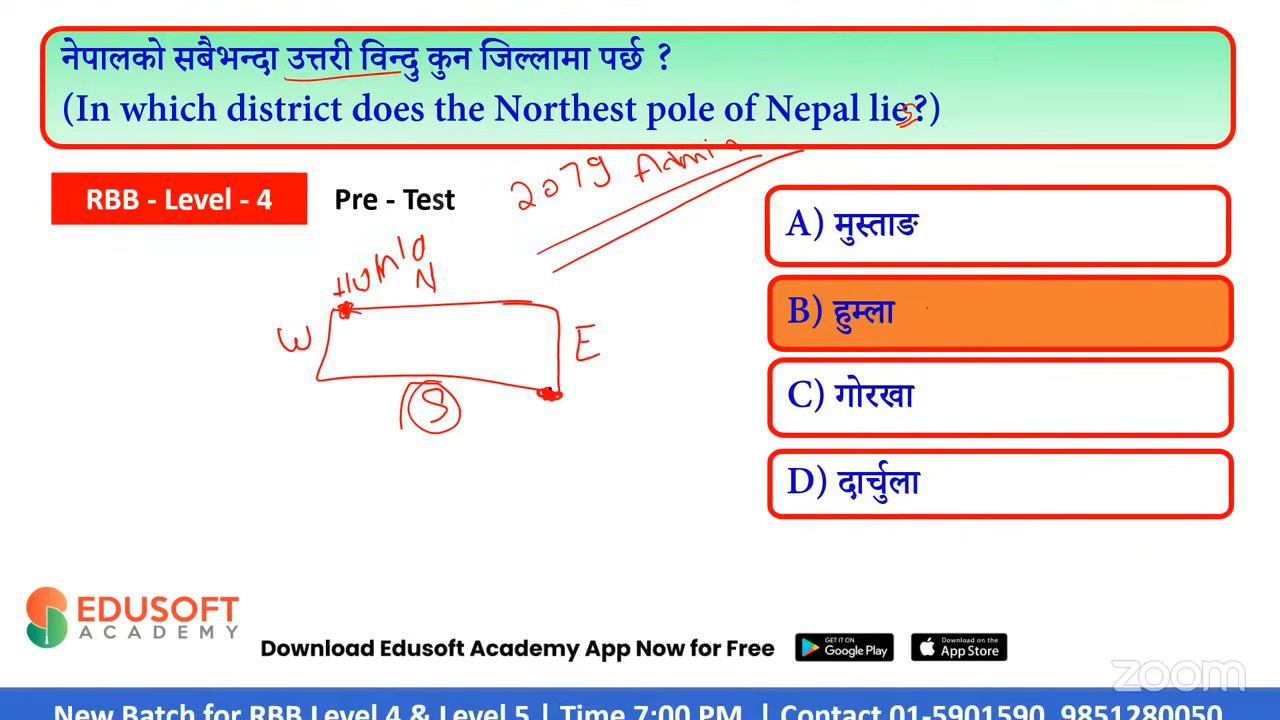 नेपालको सबैभन्दा उत्तरी विन्दु कुन जिल्लामा पर्छ ?
(In which district does the Northest pole of Nepal lies?)
2079 Admin
RBB - Level - 4
Pre - Test
A) मुस्ताङ
Humla
N
B) हुम्ला
W
E
S
C) गोरखा
D) दार्चुला
EDUSOFT
ACADEMY
Download Edusoft Academy App Now for Free
GET IT ON
Google Play
Download on the
App Store
zoom
New Batch for RBB Level 4 & Level 5 | Time 7:00 PM | Contact 01-5901590, 9851280050